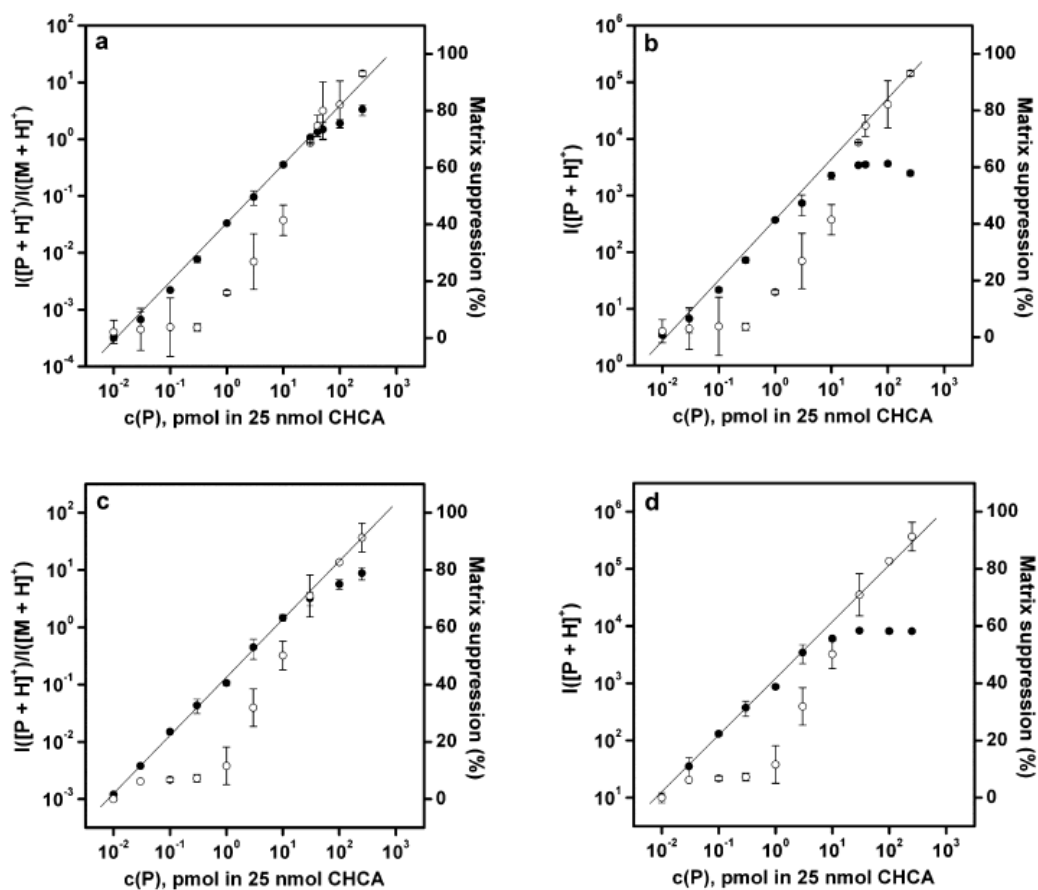 a
I([P + H]⁺)/I([M + H]⁺)
10²
10¹
10⁰
10⁻¹
10⁻²
10⁻³
10⁻⁴
100
80
60
40
20
0
Matrix suppression (%)
10⁻² 10⁻¹ 10⁰ 10¹ 10² 10³
c(P), pmol in 25 nmol CHCA
b
I([P + H]⁺)
10⁶
10⁵
10⁴
10³
10²
10¹
10⁰
100
80
60
40
20
0
Matrix suppression (%)
10⁻² 10⁻¹ 10⁰ 10¹ 10² 10³
c(P), pmol in 25 nmol CHCA
c
I([P + H]⁺)/I([M + H]⁺)
10²
10¹
10⁰
10⁻¹
10⁻²
10⁻³
100
80
60
40
20
0
Matrix suppression (%)
10⁻² 10⁻¹ 10⁰ 10¹ 10² 10³
c(P), pmol in 25 nmol CHCA
d
I([P + H]⁺)
10⁶
10⁵
10⁴
10³
10²
10¹
100
80
60
40
20
0
Matrix suppression (%)
10⁻² 10⁻¹ 10⁰ 10¹ 10² 10³
c(P), pmol in 25 nmol CHCA